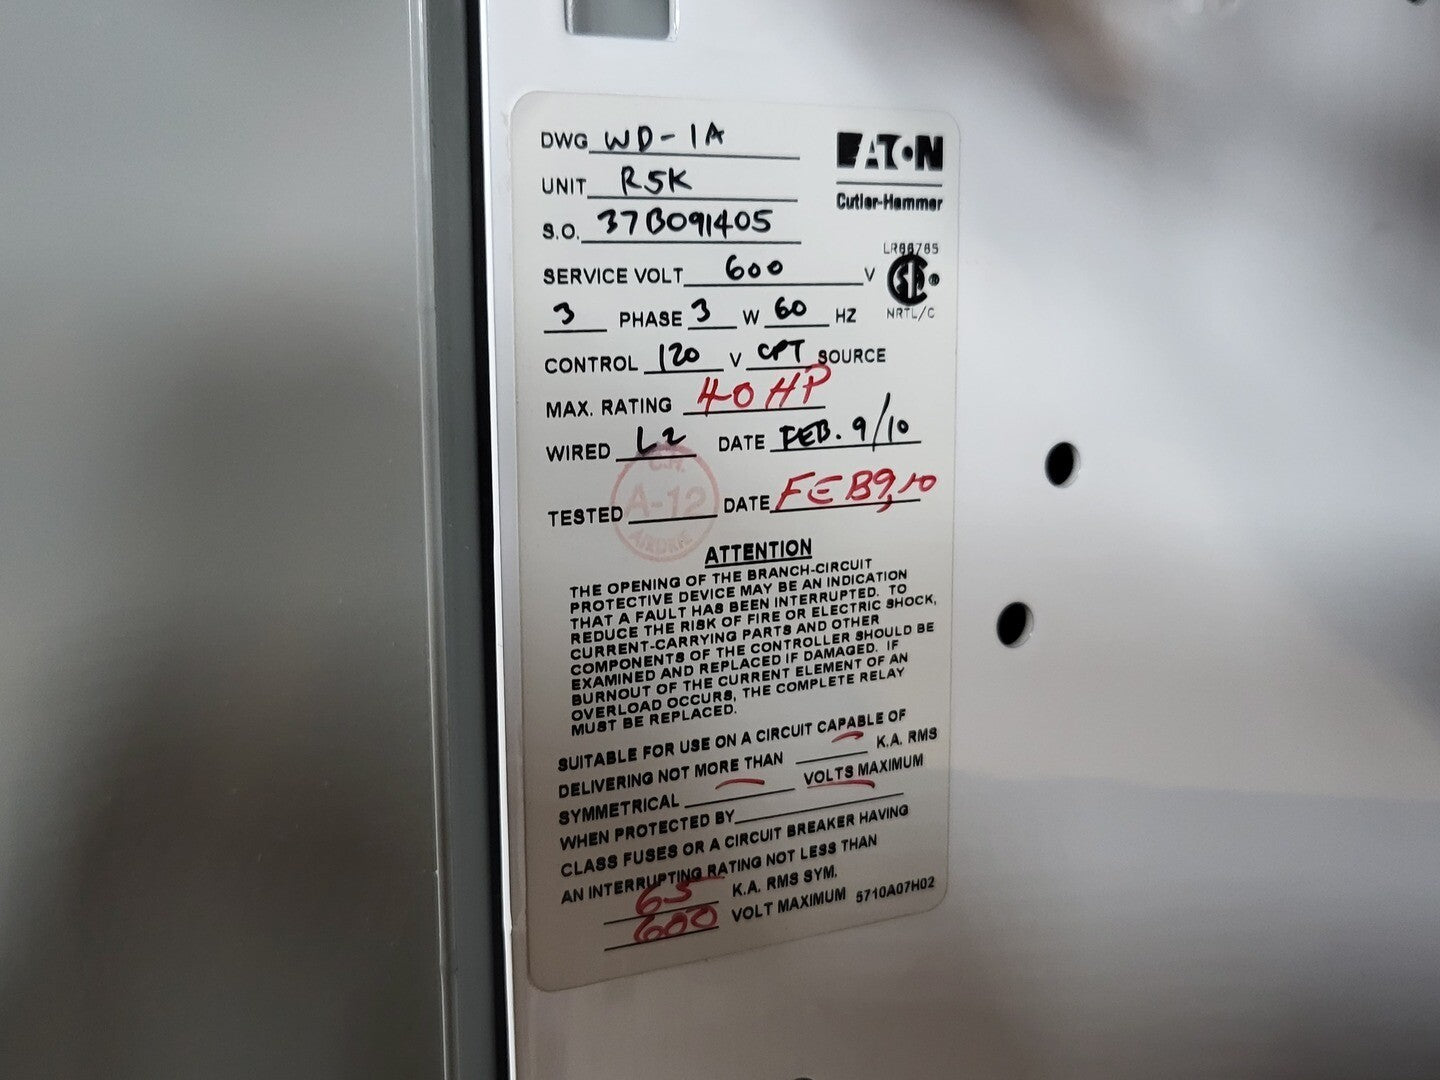 DWG WD-1A
EATON
UNIT R5K
Cutler-Hammer
S.O. 37B091405
LR68765
SERVICE VOLT 600 V
NRTL/C
3 PHASE 3 W 60 HZ
CONTROL 120 V CPT SOURCE
MAX. RATING 40 HP
WIRED L2 DATE FEB. 9/10
C.H.
A-12
AIRDRIE
TESTED DATE FEB 9, 10
ATTENTION
THE OPENING OF THE BRANCH-CIRCUIT
PROTECTIVE DEVICE MAY BE AN INDICATION
THAT A FAULT HAS BEEN INTERRUPTED. TO
REDUCE THE RISK OF FIRE OR ELECTRIC SHOCK,
CURRENT-CARRYING PARTS AND OTHER
COMPONENTS OF THE CONTROLLER SHOULD BE
EXAMINED AND REPLACED IF DAMAGED. IF
BURNOUT OF THE CURRENT ELEMENT OF AN
OVERLOAD OCCURS, THE COMPLETE RELAY
MUST BE REPLACED.
SUITABLE FOR USE ON A CIRCUIT CAPABLE OF
DELIVERING NOT MORE THAN K.A. RMS
SYMMETRICAL VOLTS MAXIMUM
WHEN PROTECTED BY
CLASS FUSES OR A CIRCUIT BREAKER HAVING
AN INTERRUPTING RATING NOT LESS THAN
65 K.A. RMS SYM.
600 VOLT MAXIMUM 5710A07H02